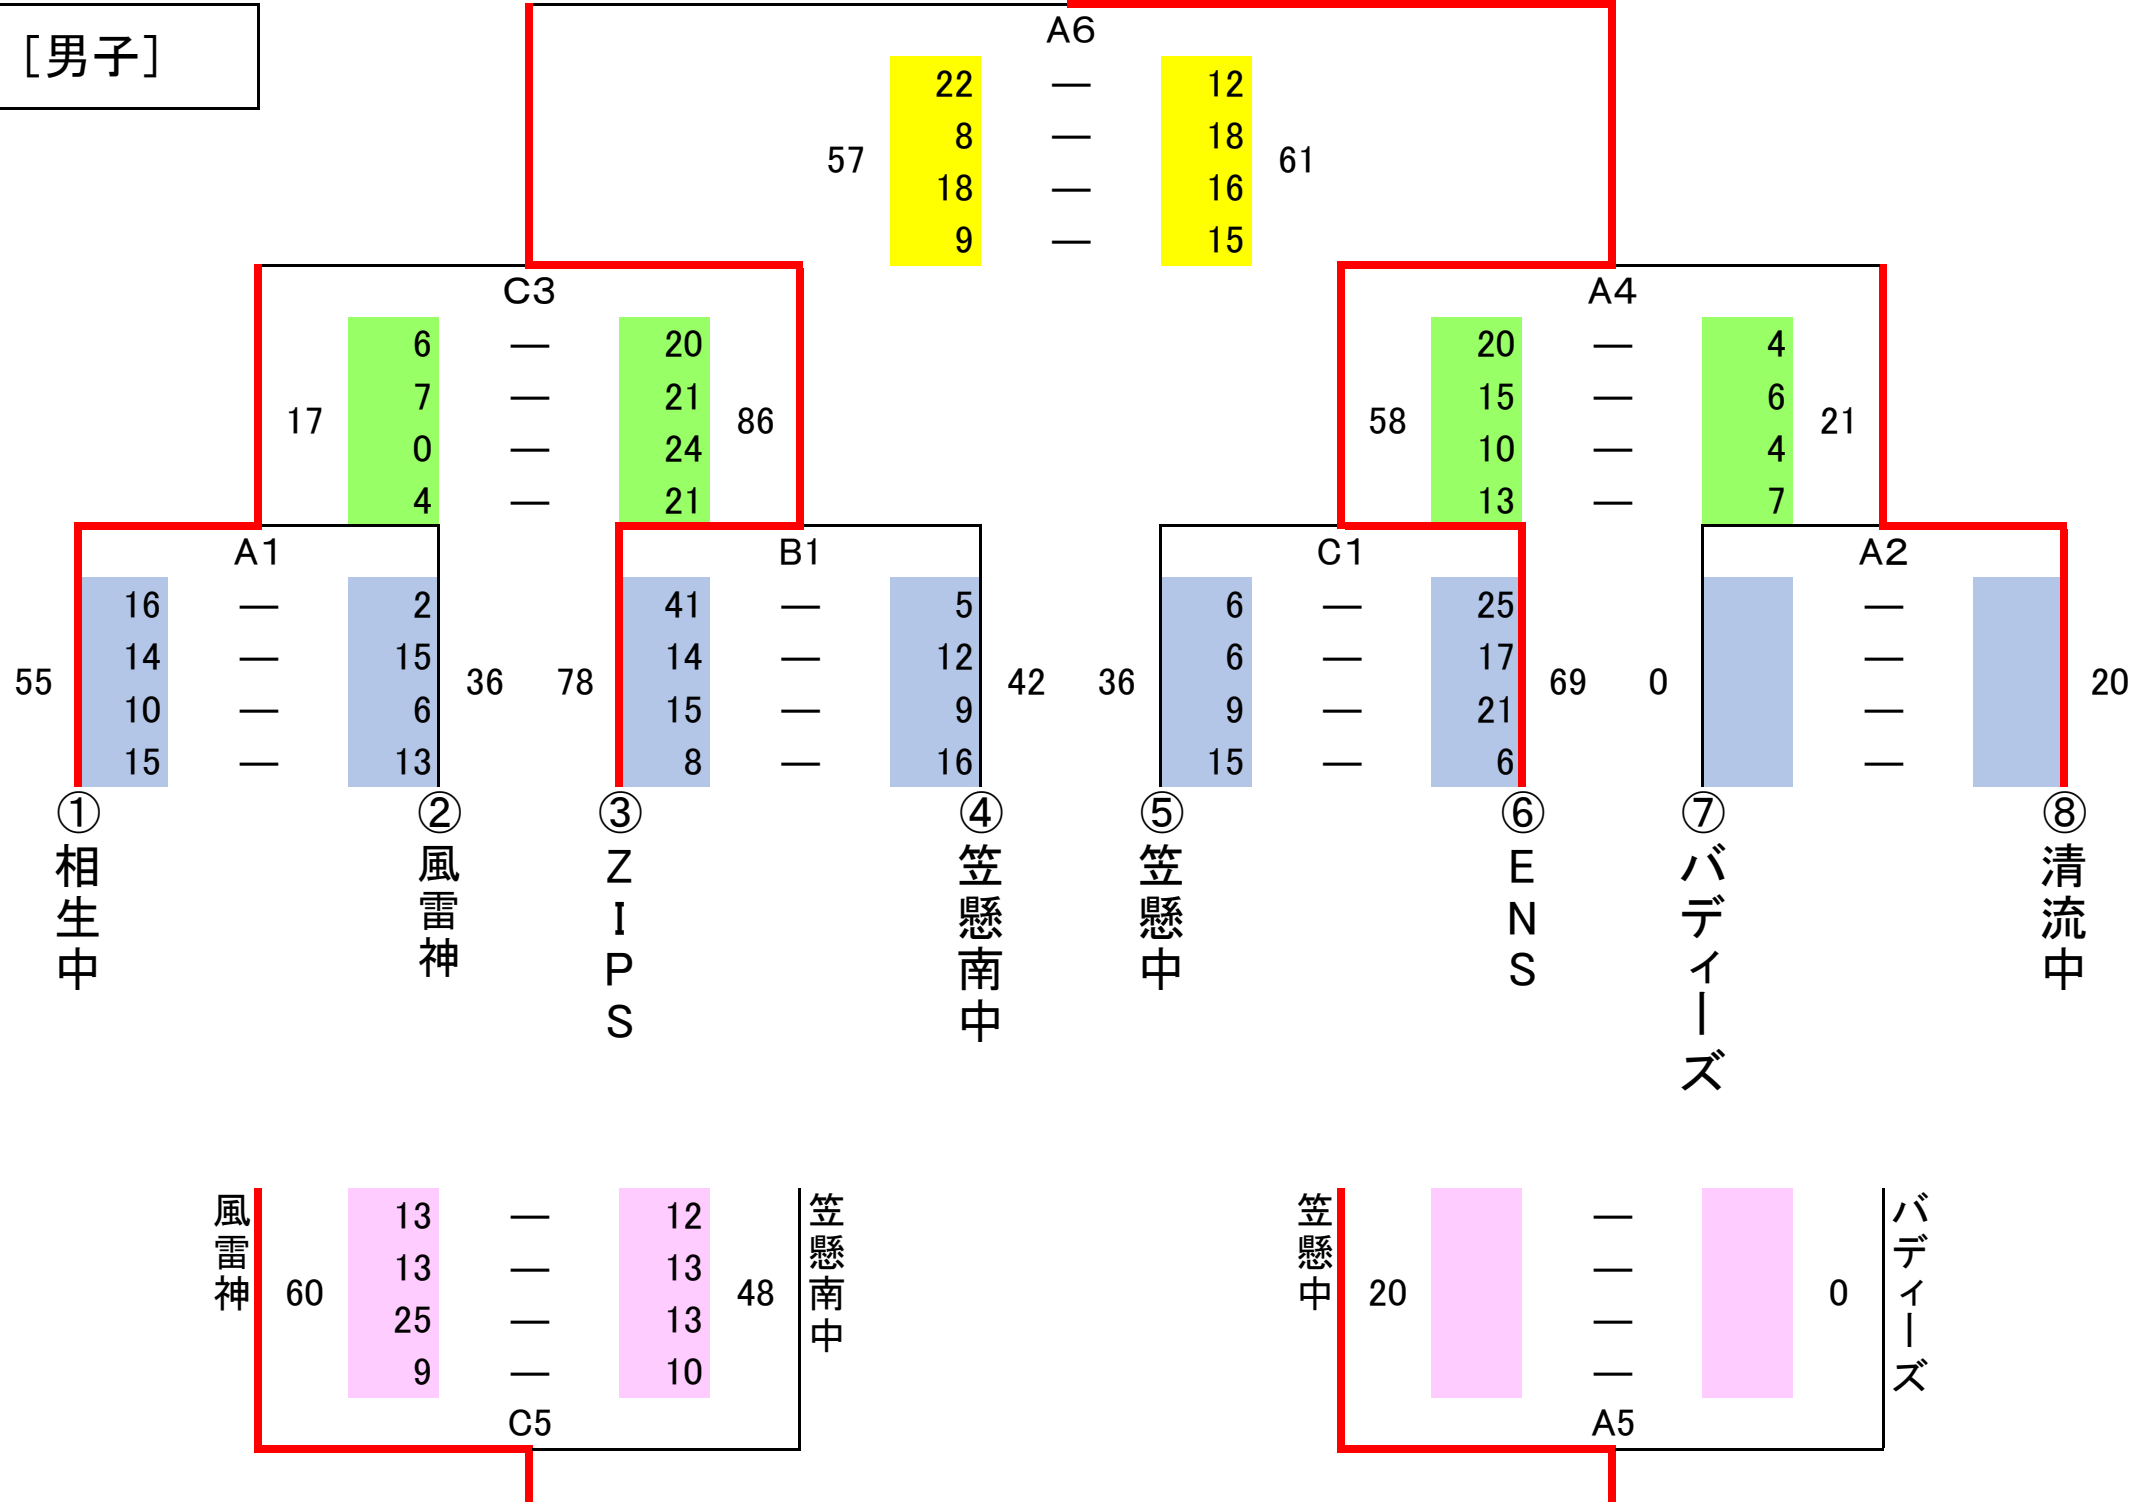 ［男子］
A6
22 — 12
8 — 18
57 61
18 — 16
9 — 15
C3 A4
6 — 20 20 — 4
7 — 21 15 — 6
17 86 58 21
0 — 24 10 — 4
4 — 21 13 — 7
A1 B1 C1 A2
16 — 2 41 — 5 6 — 25 —
14 — 15 14 — 12 6 — 17 —
55 36 78 42 36 69 0 20
10 — 6 15 — 9 9 — 21 —
15 — 13 8 — 16 15 — 6 —
① ② ③ ④ ⑤ ⑥ ⑦ ⑧
相生中
風雷神
ZIPS
笠懸南中
笠懸中
ENS
バディーズ
清流中
風雷神
笠懸南中
笠懸中
バディーズ
13 — 12 —
13 — 13 —
60 48 20 0
25 — 13 —
9 — 10 —
C5 A5